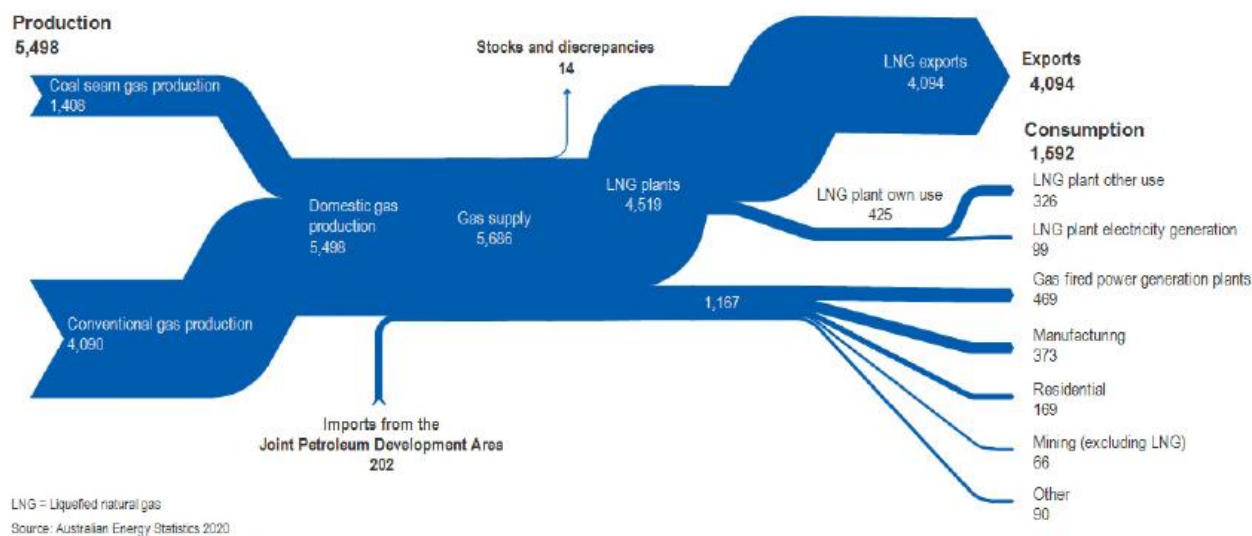 Production
5,498
Coal seam gas production
1,408
Conventional gas production
4,090
Domestic gas
production
5,498
Gas supply
5,686
Stocks and discrepancies
14
Imports from the
Joint Petroleum Development Area
202
LNG plants
4,519
LNG exports
4,094
LNG plant own use
425
1,167
Exports
4,094
Consumption
1,592
LNG plant other use
326
LNG plant electricity generation
99
Gas fired power generation plants
469
Manufacturing
373
Residential
169
Mining (excluding LNG)
66
Other
90
LNG = Liquefied natural gas
Source: Australian Energy Statistics 2020